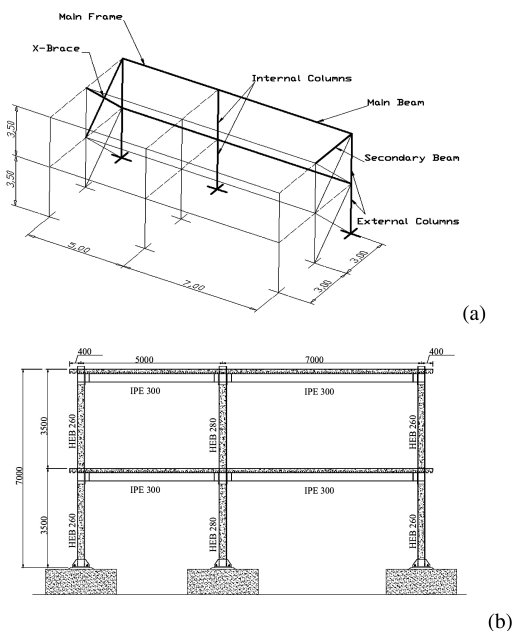 Main Frame
X-Brace
Internal Columns
Main Beam
Secondary Beam
External Columns
3,50
3,50
5,00
7,00
3,00
3,00
(a)
400
5000
7000
400
IPE 300
IPE 300
7000
3500
HEB 260
HEB 280
HEB 260
IPE 300
IPE 300
3500
HEB 260
HEB 280
HEB 260
(b)